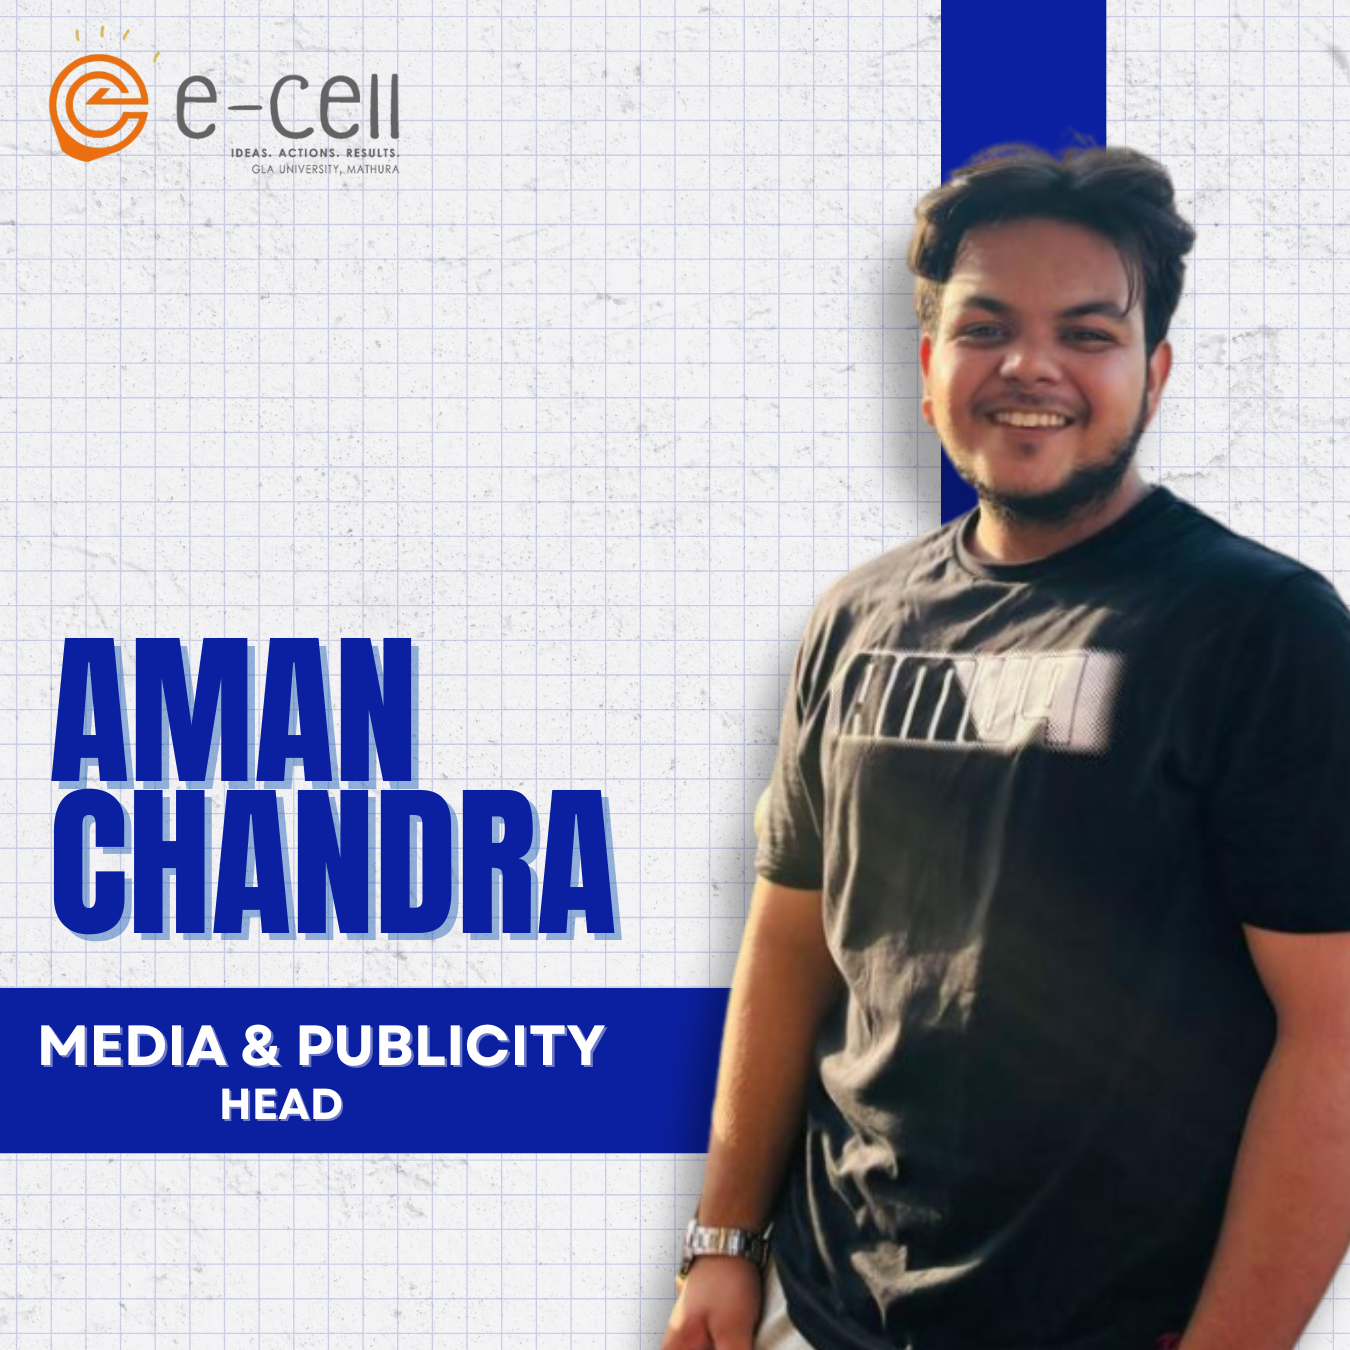 e-cell
IDEAS. ACTIONS. RESULTS.
GLA UNIVERSITY, MATHURA
AMAN
CHANDRA
MEDIA & PUBLICITY
HEAD